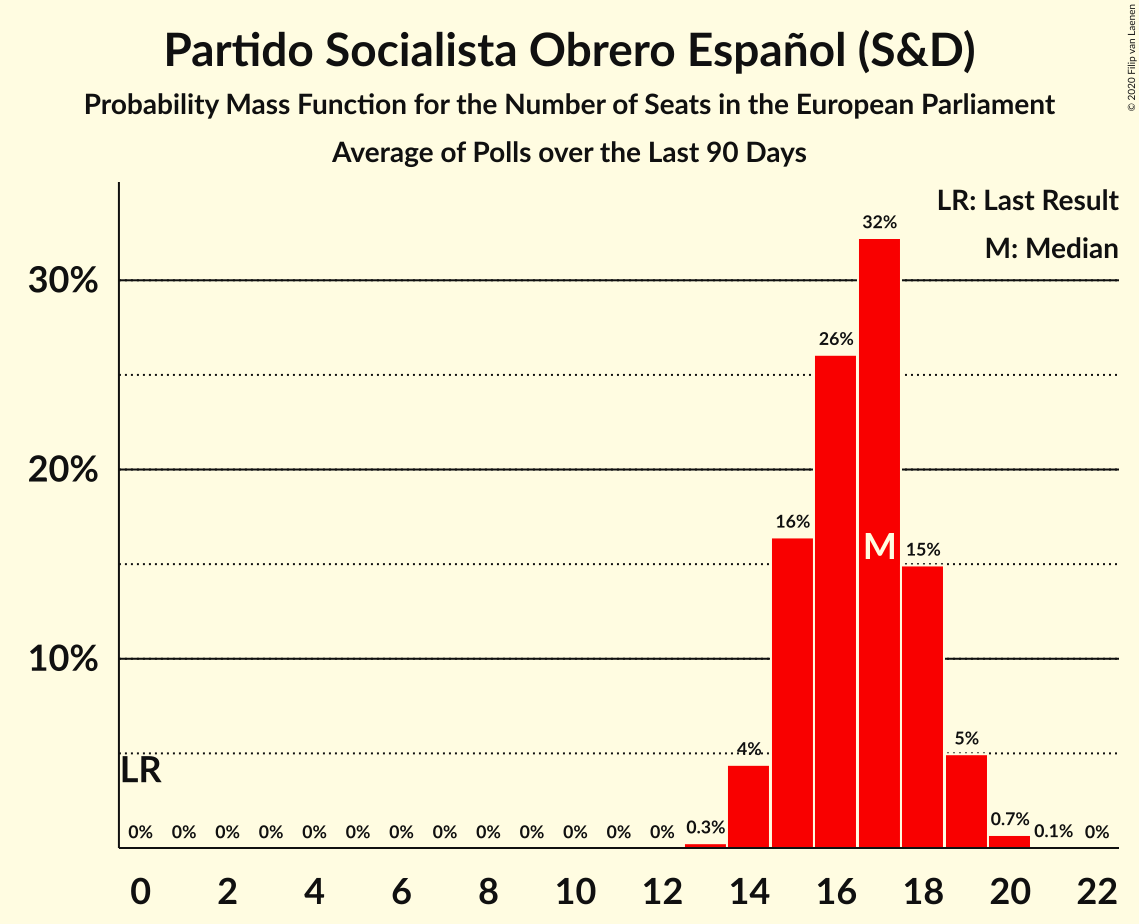 Partido Socialista Obrero Español (S&D)
Probability Mass Function for the Number of Seats in the European Parliament
Average of Polls over the Last 90 Days
© 2020 Filip van Laenen
LR: Last Result
M: Median
30%
20%
10%
32%
26%
16%
M
15%
4%
5%
LR
0% 0% 0% 0% 0% 0% 0% 0% 0% 0% 0% 0% 0% 0.3% 0.7% 0.1% 0%
0 2 4 6 8 10 12 14 16 18 20 22